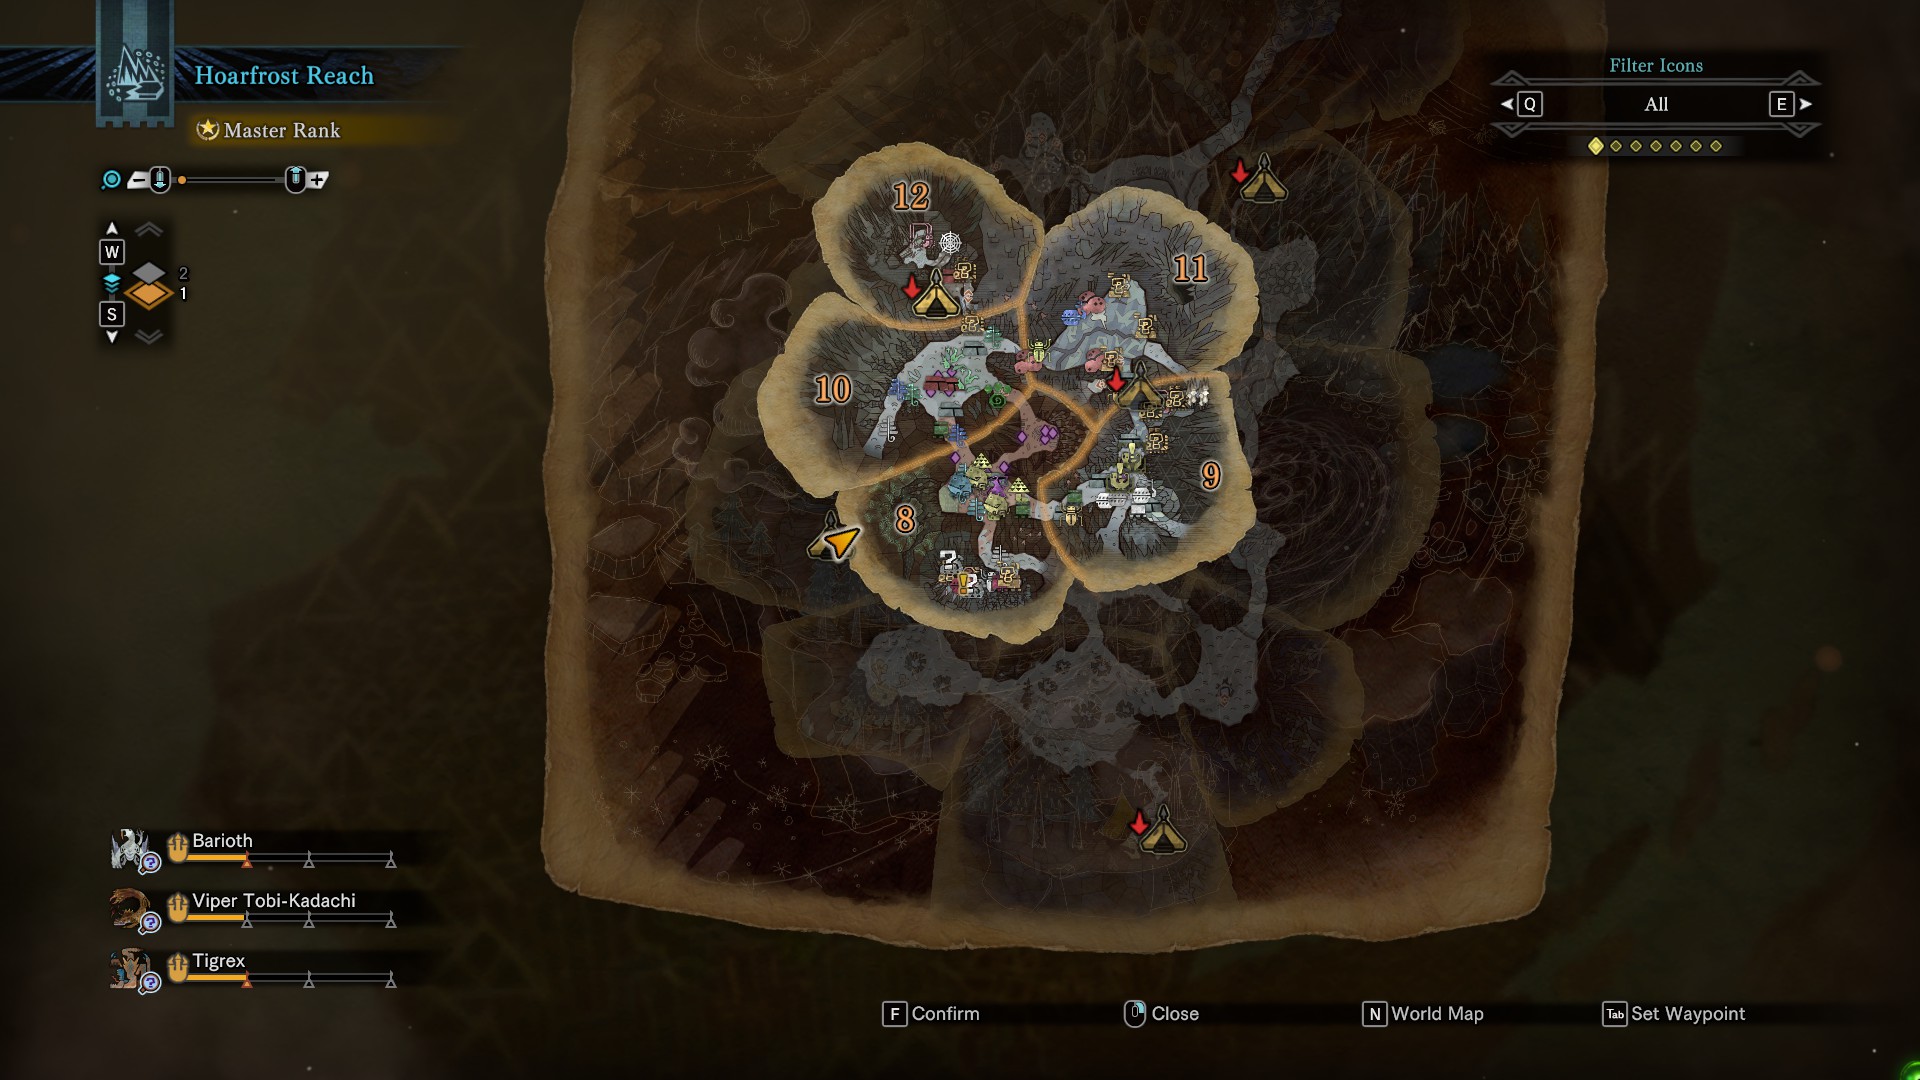 Hoarfrost Reach
Master Rank
Filter Icons
Q All E
W
2
1
S
12
11
10
9
8
?
!
?
Barioth
?
Viper Tobi-Kadachi
?
Tigrex
?
F Confirm
Close
N World Map
Tab Set Waypoint